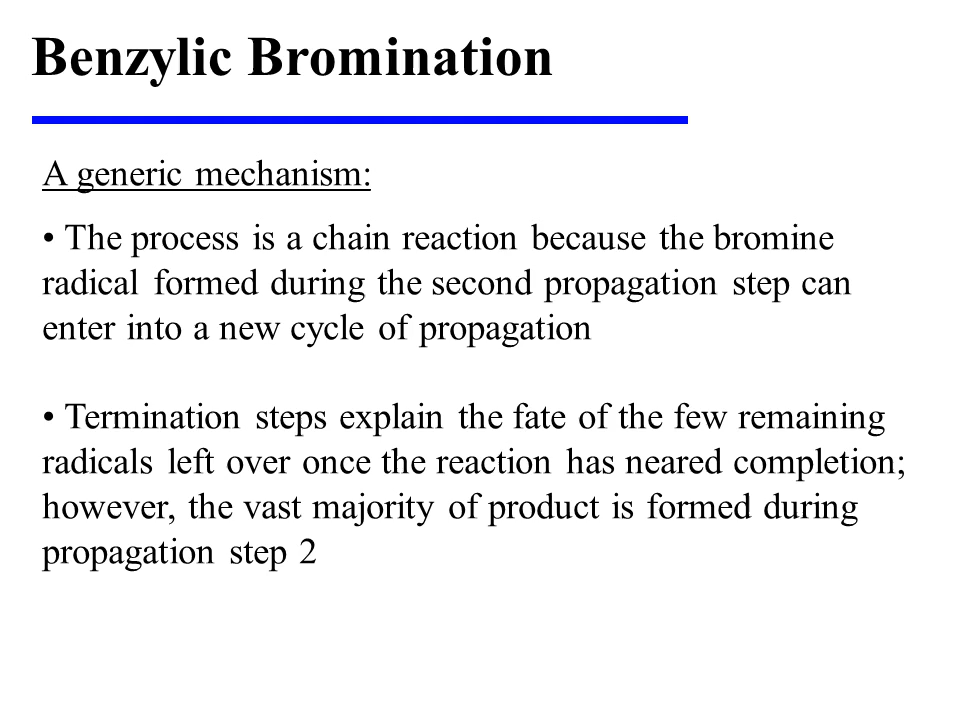 Benzylic Bromination
A generic mechanism:
• The process is a chain reaction because the bromine
radical formed during the second propagation step can
enter into a new cycle of propagation
• Termination steps explain the fate of the few remaining
radicals left over once the reaction has neared completion;
however, the vast majority of product is formed during
propagation step 2